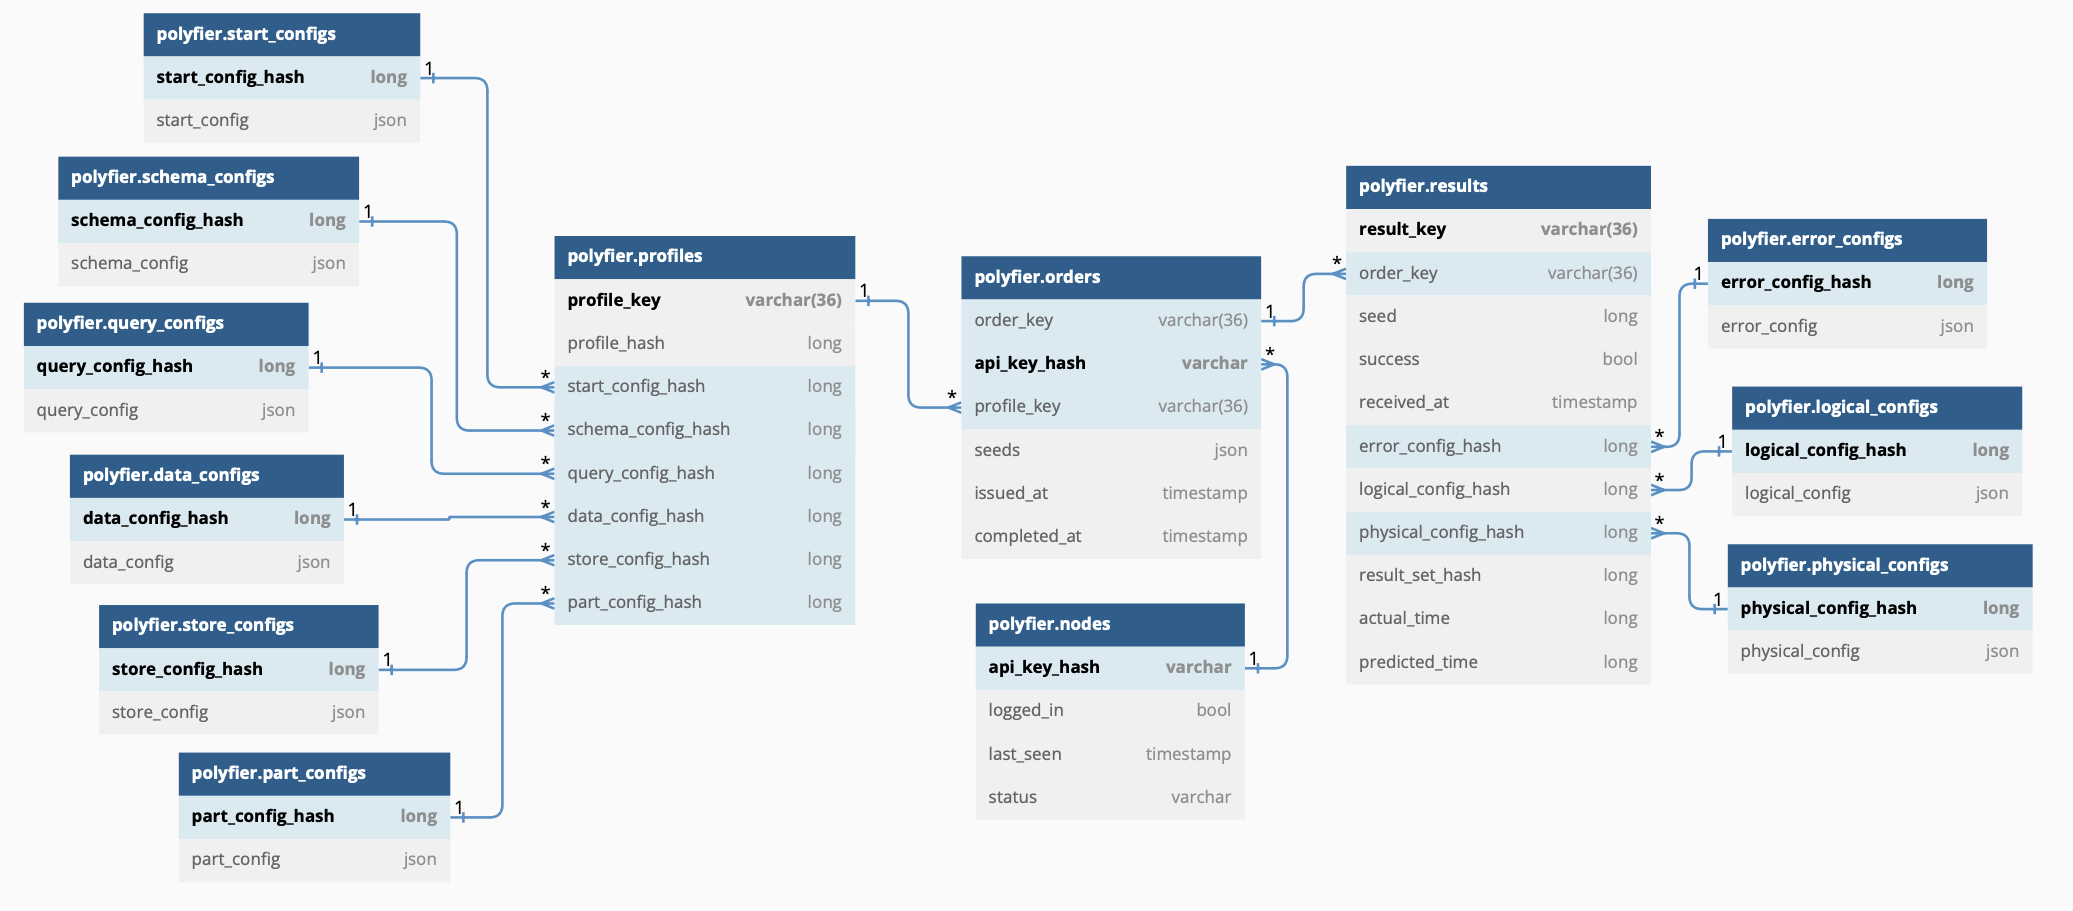 polyfier.start_configs
start_config_hash long
start_config json
polyfier.schema_configs
schema_config_hash long
schema_config json
polyfier.query_configs
query_config_hash long
query_config json
polyfier.data_configs
data_config_hash long
data_config json
polyfier.store_configs
store_config_hash long
store_config json
polyfier.part_configs
part_config_hash long
part_config json
1
1
1
1
1
1
*
*
*
*
*
*
polyfier.profiles
profile_key varchar(36)
profile_hash long
start_config_hash long
schema_config_hash long
query_config_hash long
data_config_hash long
store_config_hash long
part_config_hash long
1
*
polyfier.orders
order_key varchar(36)
api_key_hash varchar
profile_key varchar(36)
seeds json
issued_at timestamp
completed_at timestamp
1
*
polyfier.nodes
api_key_hash varchar
logged_in bool
last_seen timestamp
status varchar
1
*
polyfier.results
result_key varchar(36)
order_key varchar(36)
seed long
success bool
received_at timestamp
error_config_hash long
logical_config_hash long
physical_config_hash long
result_set_hash long
actual_time long
predicted_time long
*
*
*
1
1
1
polyfier.error_configs
error_config_hash long
error_config json
polyfier.logical_configs
logical_config_hash long
logical_config json
polyfier.physical_configs
physical_config_hash long
physical_config json